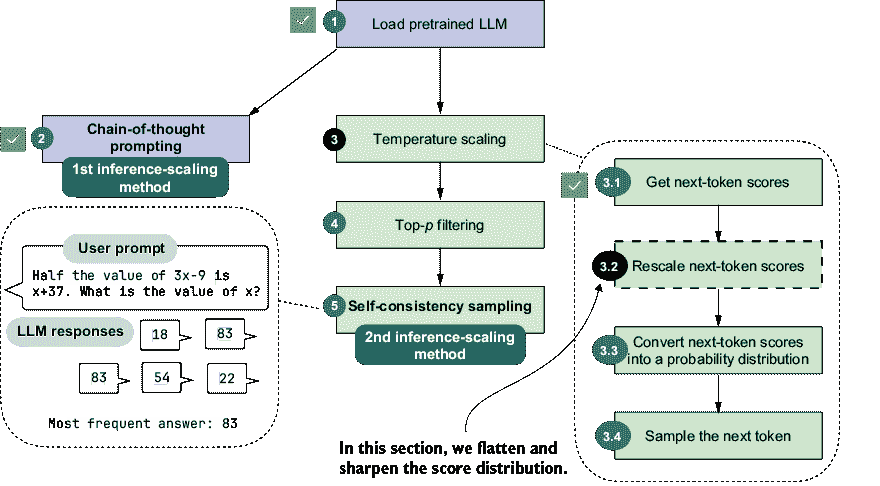 1
Load pretrained LLM
2
Chain-of-thought
prompting
1st inference-scaling
method
3
Temperature scaling
4
Top-p filtering
5
Self-consistency sampling
2nd inference-scaling
method
User prompt
Half the value of 3x-9 is
x+37. What is the value of x?
LLM responses
18
83
83
54
22
Most frequent answer: 83
3.1
Get next-token scores
3.2
Rescale next-token scores
3.3
Convert next-token scores
into a probability distribution
3.4
Sample the next token
In this section, we flatten and
sharpen the score distribution.